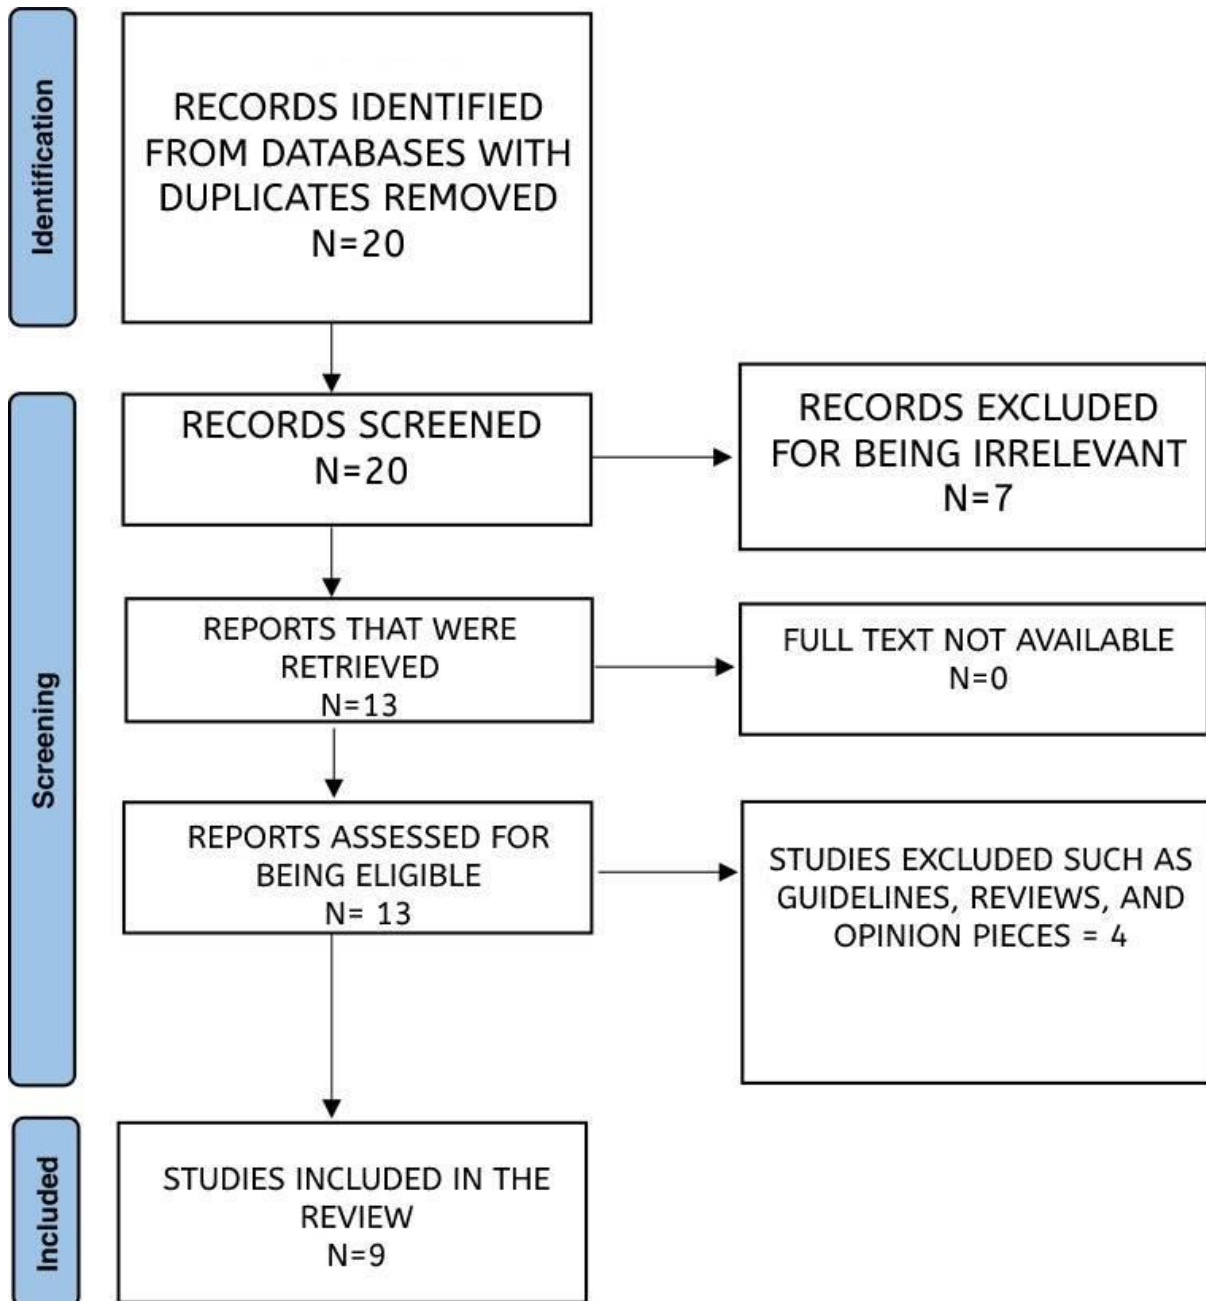 Identification
RECORDS IDENTIFIED
FROM DATABASES WITH
DUPLICATES REMOVED
N=20
Screening
RECORDS SCREENED
N=20
RECORDS EXCLUDED
FOR BEING IRRELEVANT
N=7
REPORTS THAT WERE
RETRIEVED
N=13
FULL TEXT NOT AVAILABLE
N=0
REPORTS ASSESSED FOR
BEING ELIGIBLE
N= 13
STUDIES EXCLUDED SUCH AS
GUIDELINES, REVIEWS, AND
OPINION PIECES = 4
Included
STUDIES INCLUDED IN THE
REVIEW
N=9